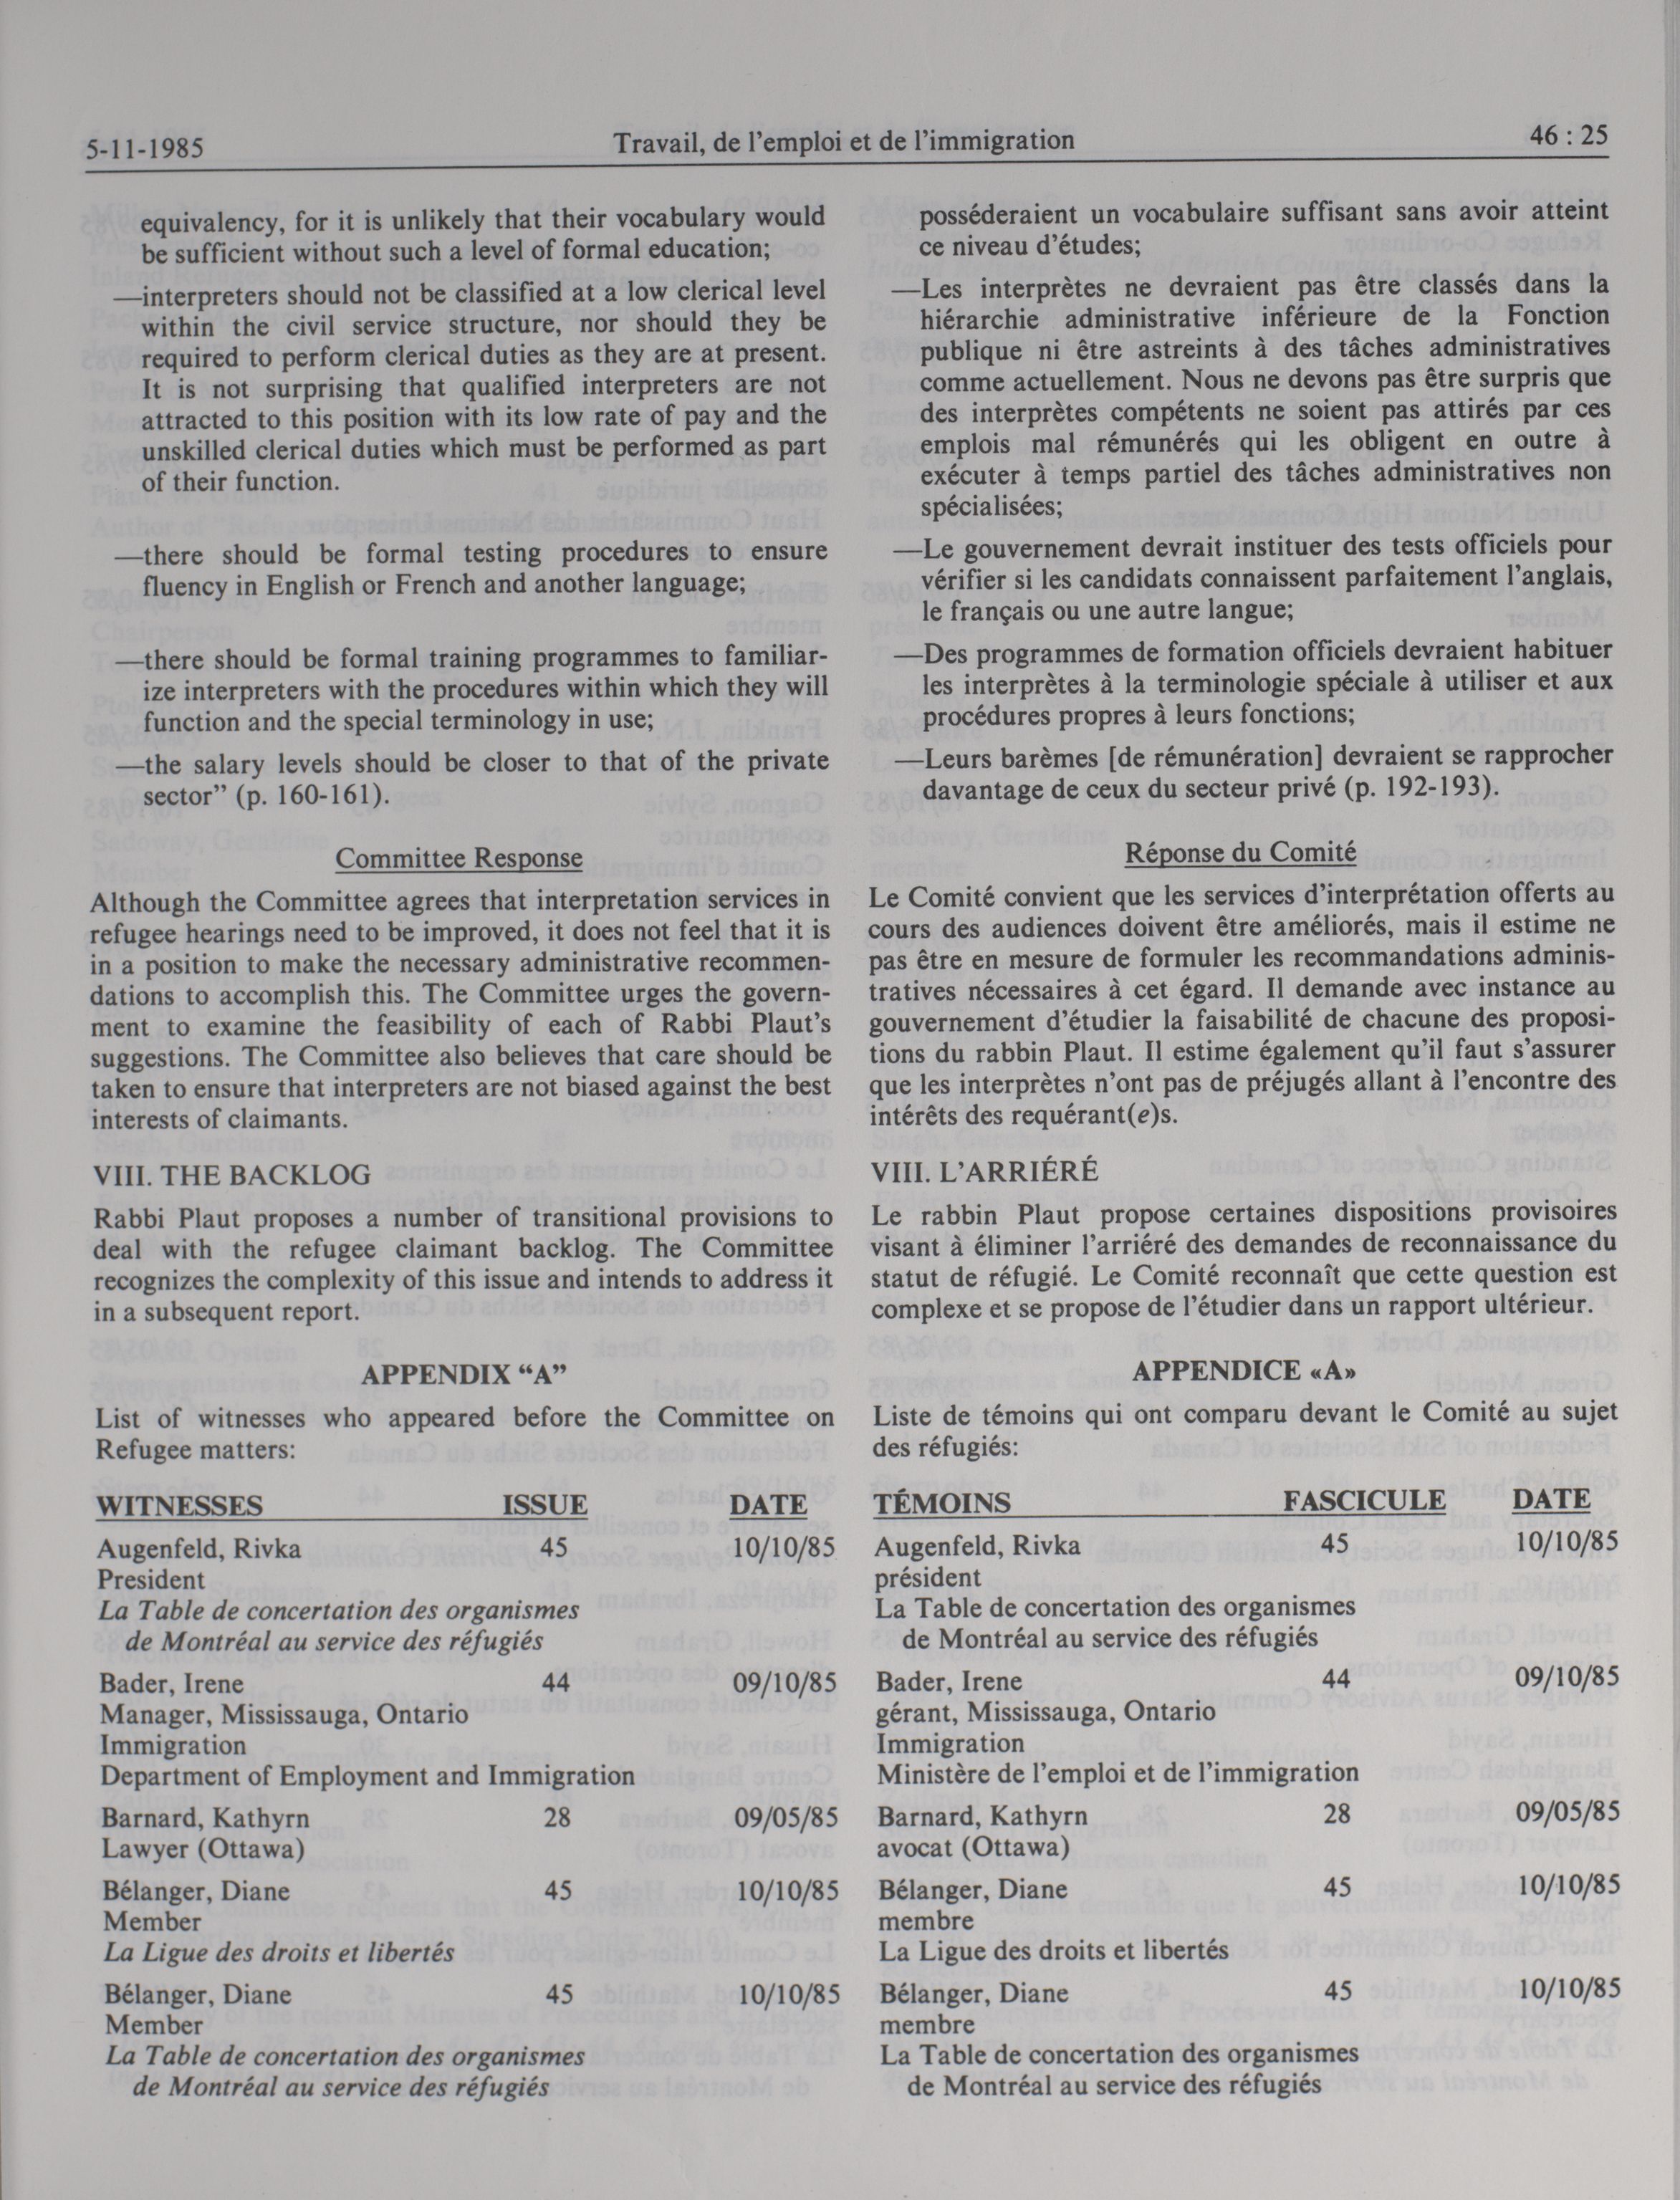 5-11-1985
Travail, de l'emploi et de l'immigration
46 : 25
equivalency, for it is unlikely that their vocabulary would
be sufficient without such a level of formal education;
—interpreters should not be classified at a low clerical level
within the civil service structure, nor should they be
required to perform clerical duties as they are at present.
It is not surprising that qualified interpreters are not
attracted to this position with its low rate of pay and the
unskilled clerical duties which must be performed as part
of their function.
—there should be formal testing procedures to ensure
fluency in English or French and another language;
—there should be formal training programmes to familiar-
ize interpreters with the procedures within which they will
function and the special terminology in use;
—the salary levels should be closer to that of the private
sector” (p. 160-161).
Committee Response
Although the Committee agrees that interpretation services in
refugee hearings need to be improved, it does not feel that it is
in a position to make the necessary administrative recommen-
dations to accomplish this. The Committee urges the govern-
ment to examine the feasibility of each of Rabbi Plaut's
suggestions. The Committee also believes that care should be
taken to ensure that interpreters are not biased against the best
interests of claimants.
VIII. THE BACKLOG
Rabbi Plaut proposes a number of transitional provisions to
deal with the refugee claimant backlog. The Committee
recognizes the complexity of this issue and intends to address it
in a subsequent report.
APPENDIX “A”
List of witnesses who appeared before the Committee on
Refugee matters:
WITNESSES ISSUE DATE
Augenfeld, Rivka 45 10/10/85
President
La Table de concertation des organismes
de Montréal au service des réfugiés
Bader, Irene 44 09/10/85
Manager, Mississauga, Ontario
Immigration
Department of Employment and Immigration
Barnard, Kathyrn 28 09/05/85
Lawyer (Ottawa)
Bélanger, Diane 45 10/10/85
Member
La Ligue des droits et libertés
Bélanger, Diane 45 10/10/85
Member
La Table de concertation des organismes
de Montréal au service des réfugiés
posséderaient un vocabulaire suffisant sans avoir atteint
ce niveau d'études;
—Les interprètes ne devraient pas être classés dans la
hiérarchie administrative inférieure de la Fonction
publique ni être astreints à des tâches administratives
comme actuellement. Nous ne devons pas être surpris que
des interprètes compétents ne soient pas attirés par ces
emplois mal rémunérés qui les obligent en outre à
exécuter à temps partiel des tâches administratives non
spécialisées;
—Le gouvernement devrait instituer des tests officiels pour
vérifier si les candidats connaissent parfaitement l'anglais,
le français ou une autre langue;
—Des programmes de formation officiels devraient habituer
les interprètes à la terminologie spéciale à utiliser et aux
procédures propres à leurs fonctions;
—Leurs barèmes [de rémunération] devraient se rapprocher
davantage de ceux du secteur privé (p. 192-193).
Réponse du Comité
Le Comité convient que les services d'interprétation offerts au
cours des audiences doivent être améliorés, mais il estime ne
pas être en mesure de formuler les recommandations adminis-
tratives nécessaires à cet égard. Il demande avec instance au
gouvernement d'étudier la faisabilité de chacune des proposi-
tions du rabbin Plaut. Il estime également qu'il faut s'assurer
que les interprètes n'ont pas de préjugés allant à l'encontre des
intérêts des requérant(e)s.
VIII. L'ARRIÉRÉ
Le rabbin Plaut propose certaines dispositions provisoires
visant à éliminer l'arriéré des demandes de reconnaissance du
statut de réfugié. Le Comité reconnaît que cette question est
complexe et se propose de l'étudier dans un rapport ultérieur.
APPENDICE «A»
Liste de témoins qui ont comparu devant le Comité au sujet
des réfugiés:
TÉMOINS FASCICULE DATE
Augenfeld, Rivka 45 10/10/85
président
La Table de concertation des organismes
de Montréal au service des réfugiés
Bader, Irene 44 09/10/85
gérant, Mississauga, Ontario
Immigration
Ministère de l'emploi et de l'immigration
Barnard, Kathyrn 28 09/05/85
avocat (Ottawa)
Bélanger, Diane 45 10/10/85
membre
La Ligue des droits et libertés
Bélanger, Diane 45 10/10/85
membre
La Table de concertation des organismes
de Montréal au service des réfugiés